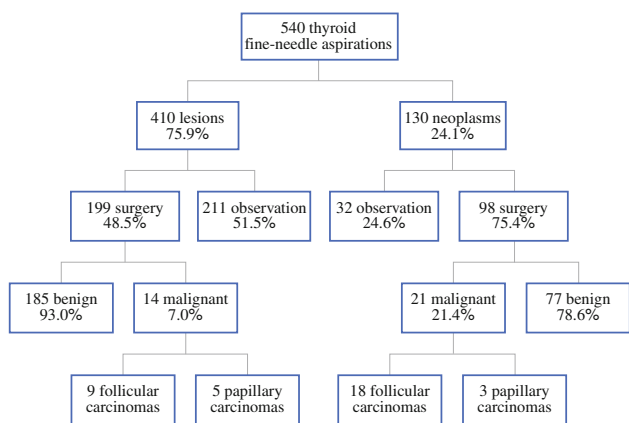 540 thyroid
fine-needle aspirations
410 lesions
75.9%
130 neoplasms
24.1%
199 surgery
48.5%
211 observation
51.5%
32 observation
24.6%
98 surgery
75.4%
185 benign
93.0%
14 malignant
7.0%
21 malignant
21.4%
77 benign
78.6%
9 follicular
carcinomas
5 papillary
carcinomas
18 follicular
carcinomas
3 papillary
carcinomas